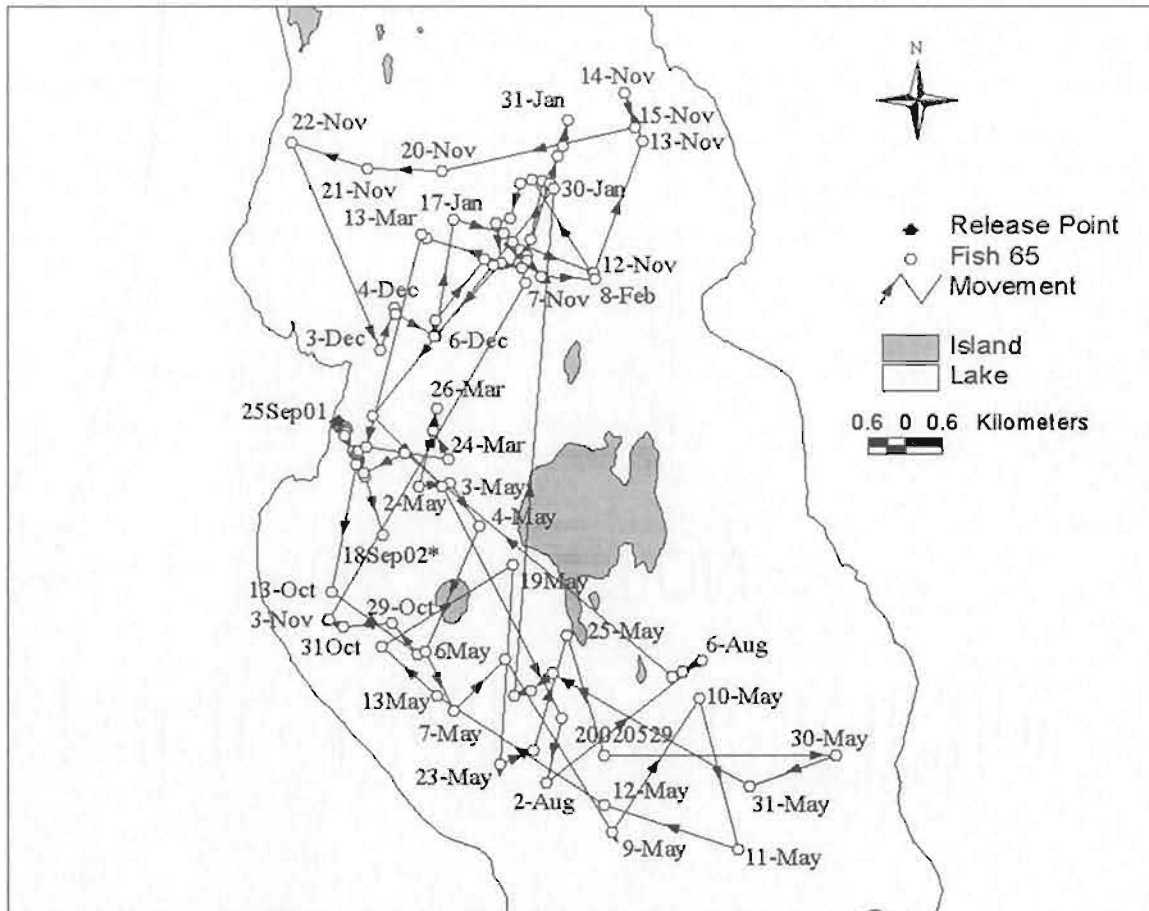 N
14-Nov
31-Jan
15-Nov
22-Nov
13-Nov
20-Nov
21-Nov
30-Jan
17-Jan
13-Mar
Release Point
Fish 65
12-Nov
Movement
4-Dec
7-Nov
8-Feb
3-Dec
6-Dec
Island
Lake
26-Mar
25Sep01
0.6 0 0.6 Kilometers
24-Mar
3-May
2-May
4-May
18Sep02*
19May
13-Oct
29-Oct
3-Nov
25-May
6-Aug
31Oct
6May
10-May
13May
7-May
20020529
30-May
23-May
12-May
2-Aug
31-May
9-May
11-May